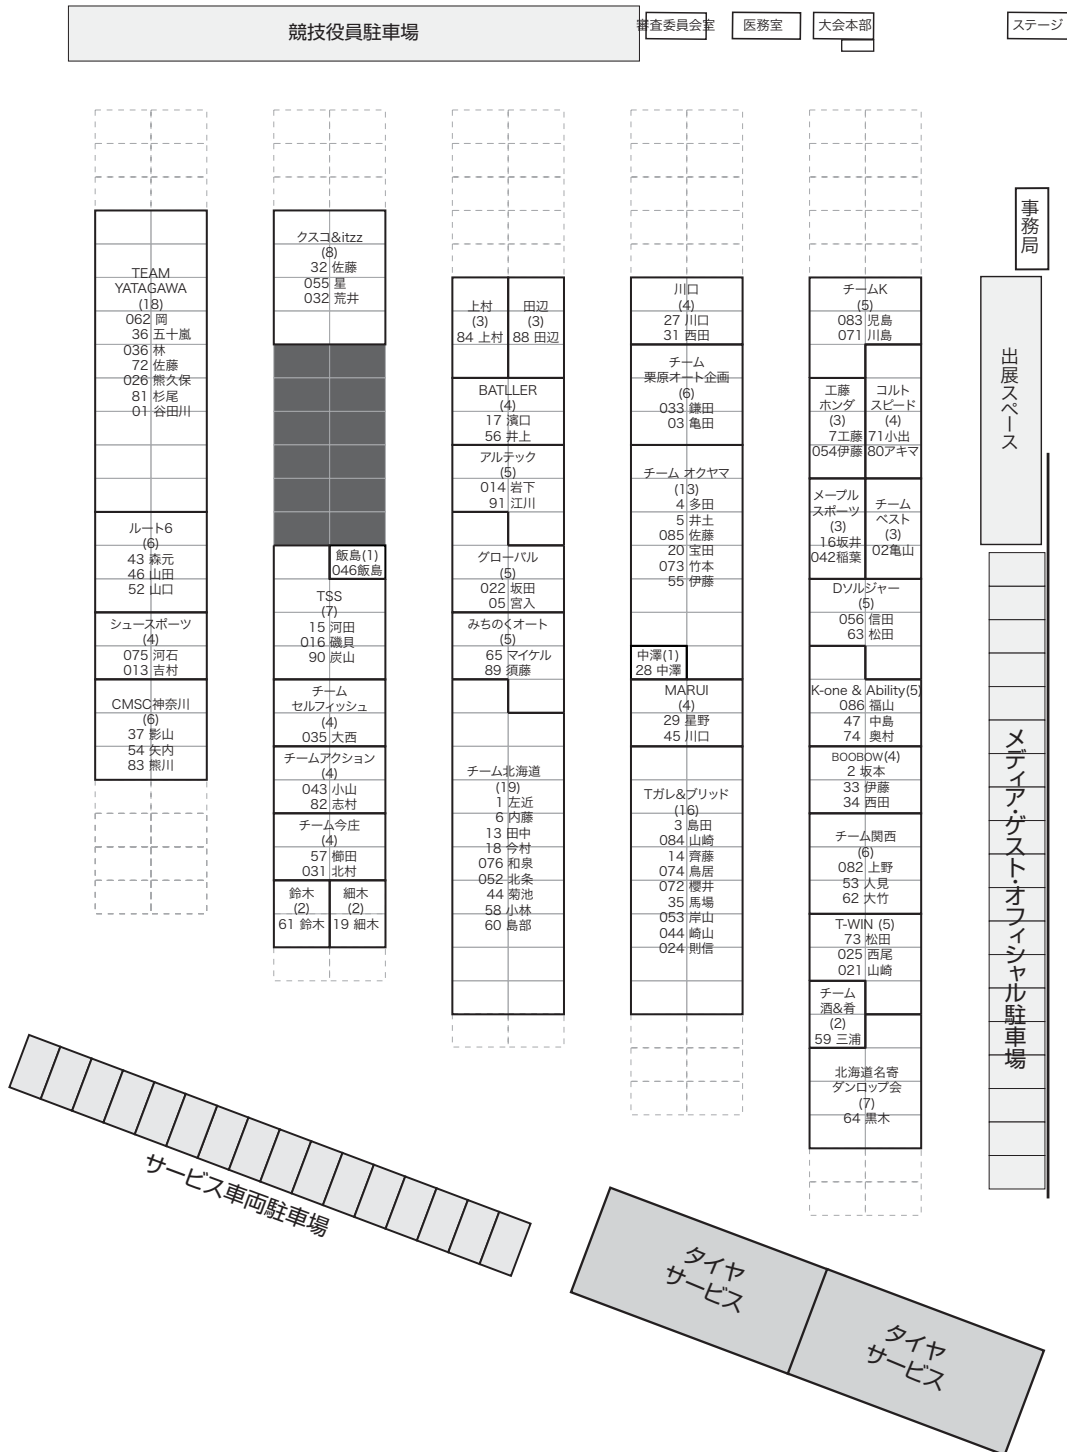 競技役員駐車場
審査委員会室
医務室
大会本部
ステージ
事務局
出展スペース
メディア・ゲスト・オフィシャル駐車場
TEAM
YATAGAWA
(18)
062 岡
36 五十嵐
036 林
72 佐藤
026 熊久保
81 杉尾
01 谷田川
ルート6
(6)
43 森元
46 山田
52 山口
シュースポーツ
(4)
075 河石
013 吉村
CMSC神奈川
(6)
37 影山
54 矢内
83 熊川
クスコ&itzz
(8)
32 佐藤
055 星
032 荒井
飯島(1)
046飯島
TSS
(7)
15 河田
016 磯貝
90 炭山
チーム
セルフィッシュ
(4)
035 大西
チームアクション
(4)
043 小山
82 志村
チーム今庄
(4)
57 櫛田
031 北村
鈴木
(2)
61 鈴木
細木
(2)
19 細木
上村
(3)
84 上村
田辺
(3)
88 田辺
BATLLER
(4)
17 濱口
56 井上
アルテック
(5)
014 岩下
91 江川
グローバル
(5)
022 坂田
05 宮入
みちのくオート
(5)
65 マイケル
89 須藤
チーム北海道
(19)
1 左近
6 内藤
13 田中
18 今村
076 和泉
052 北条
44 菊池
58 小林
60 島部
川口
(4)
27 川口
31 西田
チーム
栗原オート企画
(6)
033 鎌田
03 亀田
チーム オクヤマ
(13)
4 多田
5 井土
085 佐藤
20 宝田
073 竹本
55 伊藤
中澤(1)
28 中澤
MARUI
(4)
29 星野
45 川口
Tガレ&ブリッド
(16)
3 島田
084 山崎
14 齊藤
074 鳥居
072 櫻井
35 馬場
053 岸山
044 崎山
024 則信
チームK
(5)
083 児島
071 川島
工藤
ホンダ
(3)
7工藤
054伊藤
コルト
スピード
(4)
71小出
80アキマ
メープル
スポーツ
(3)
16坂井
042稲葉
チーム
ベスト
(3)
02亀山
Dソルジャー
(5)
056 信田
63 松田
K-one & Ability(5)
086 福山
47 中島
74 奥村
BOOBOW(4)
2 坂本
33 伊藤
34 西田
チーム関西
(6)
082 上野
53 人見
62 大竹
T-WIN (5)
73 松田
025 西尾
021 山崎
チーム
酒&肴
(2)
59 三浦
北海道名寄
ダンロップ会
(7)
64 黒木
サービス車両駐車場
タイヤ
サービス
タイヤ
サービス